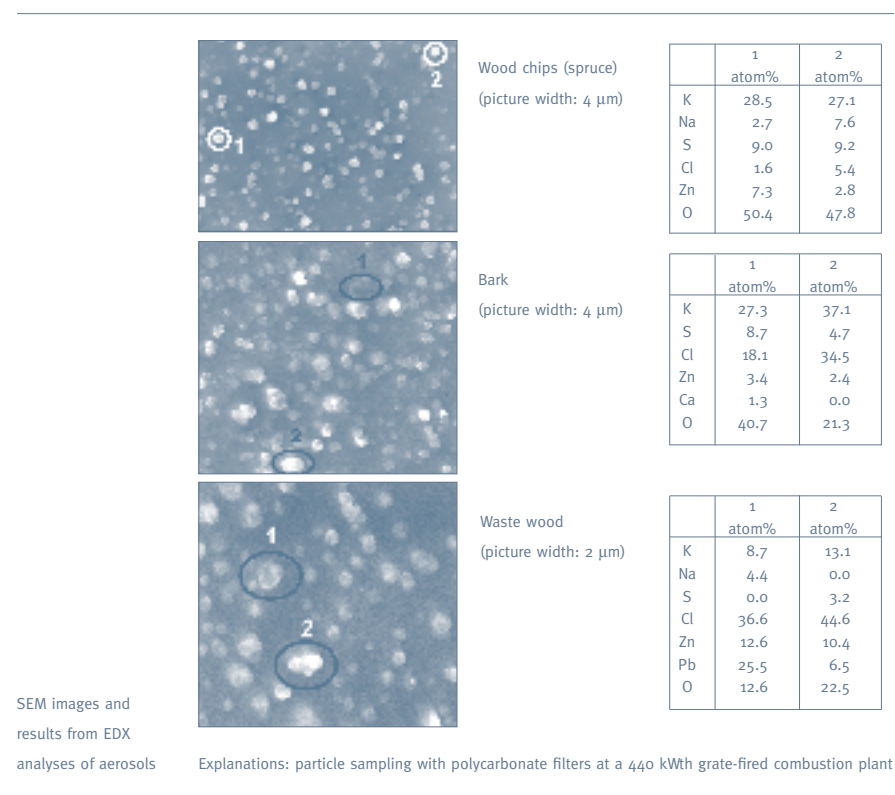 2
1
Wood chips (spruce)
(picture width: 4 µm)
1 2
atom% atom%
K 28.5 27.1
Na 2.7 7.6
S 9.0 9.2
Cl 1.6 5.4
Zn 7.3 2.8
O 50.4 47.8
1
2
Bark
(picture width: 4 µm)
1 2
atom% atom%
K 27.3 37.1
S 8.7 4.7
Cl 18.1 34.5
Zn 3.4 2.4
Ca 1.3 0.0
O 40.7 21.3
1
2
Waste wood
(picture width: 2 µm)
1 2
atom% atom%
K 8.7 13.1
Na 4.4 0.0
S 0.0 3.2
Cl 36.6 44.6
Zn 12.6 10.4
Pb 25.5 6.5
O 12.6 22.5
SEM images and
results from EDX
analyses of aerosols
Explanations: particle sampling with polycarbonate filters at a 440 kWth grate-fired combustion plant